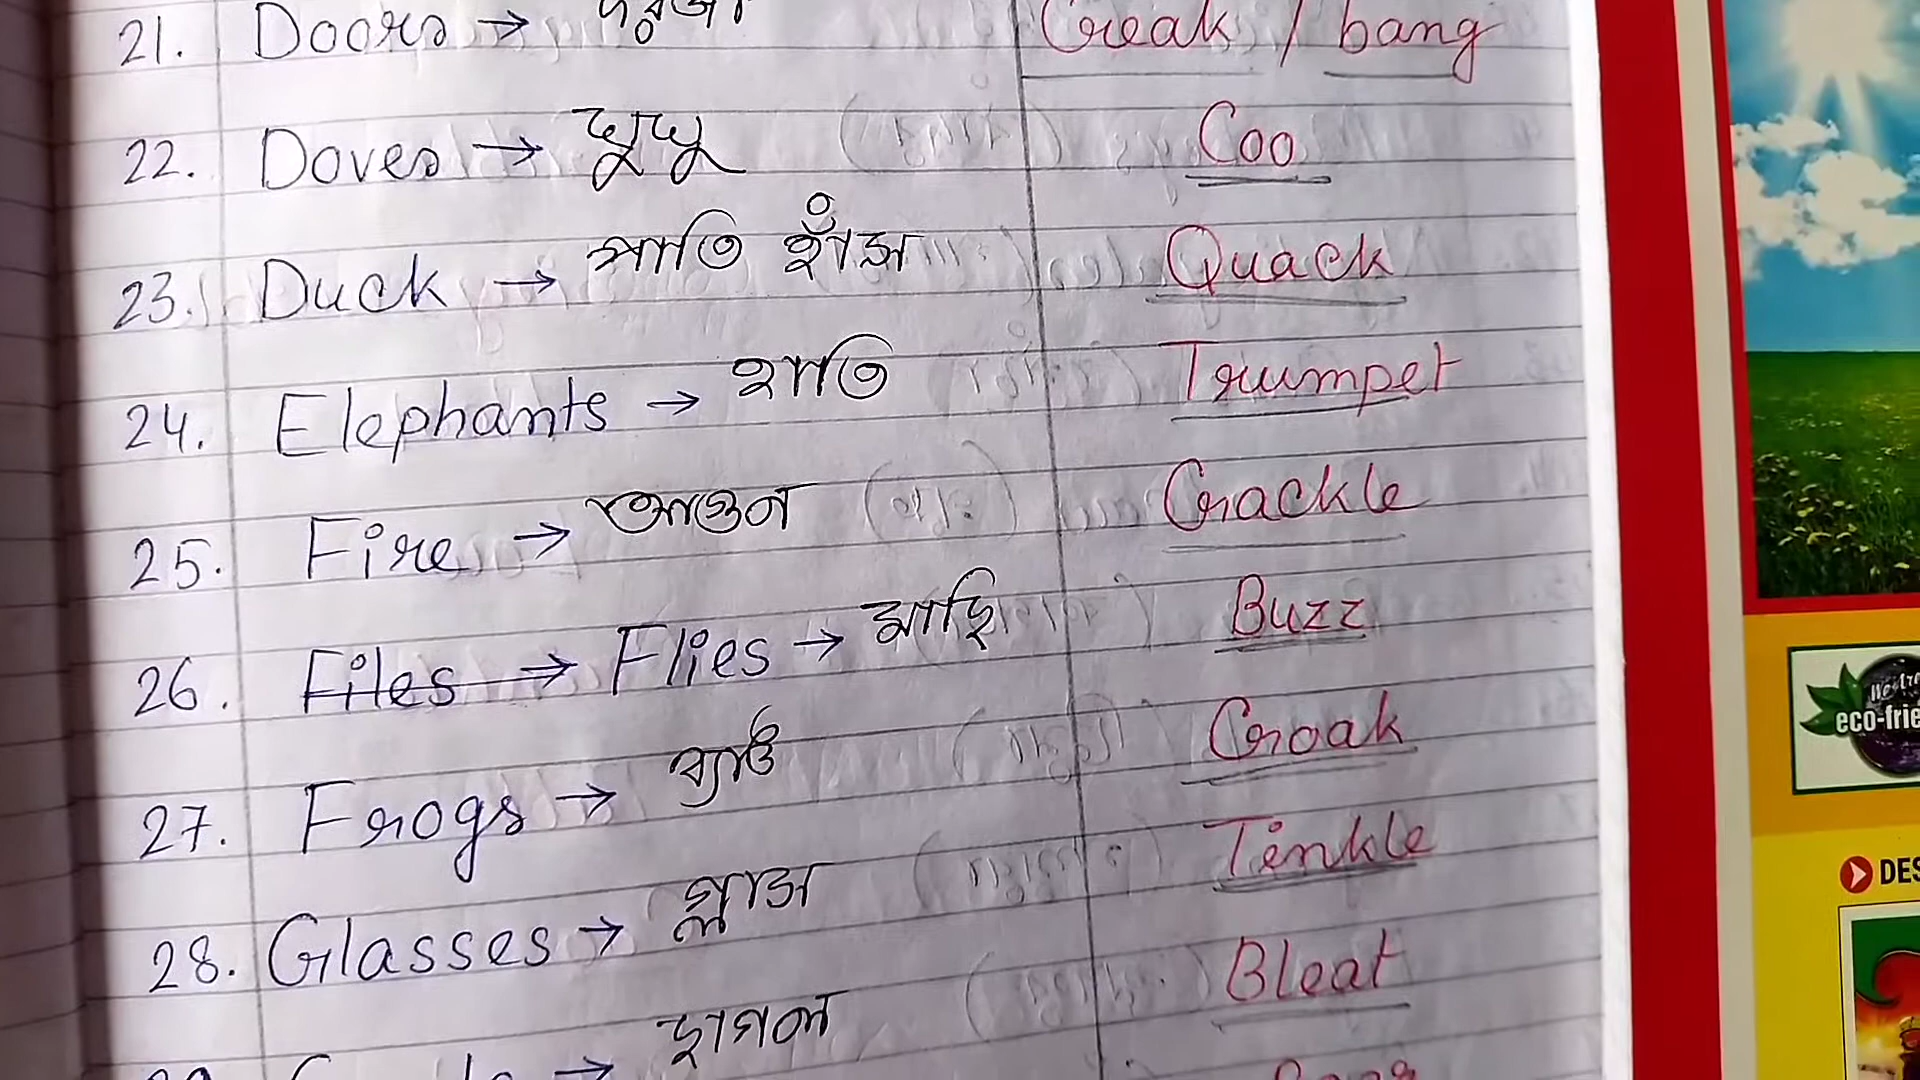 21. Doors → দরজা Creak / bang
22. Doves → ঘুঘু Coo
23. Duck → পাতি হাঁস Quack
24. Elephants → হাতি Trumpet
25. Fire → আগুন Crackle
26. Files → Flies → মাছি Buzz
27. Frogs → ব্যাঙ Croak
28. Glasses → গ্লাস Tinkle
→ ছাগল Bleat
eco-frie
DES